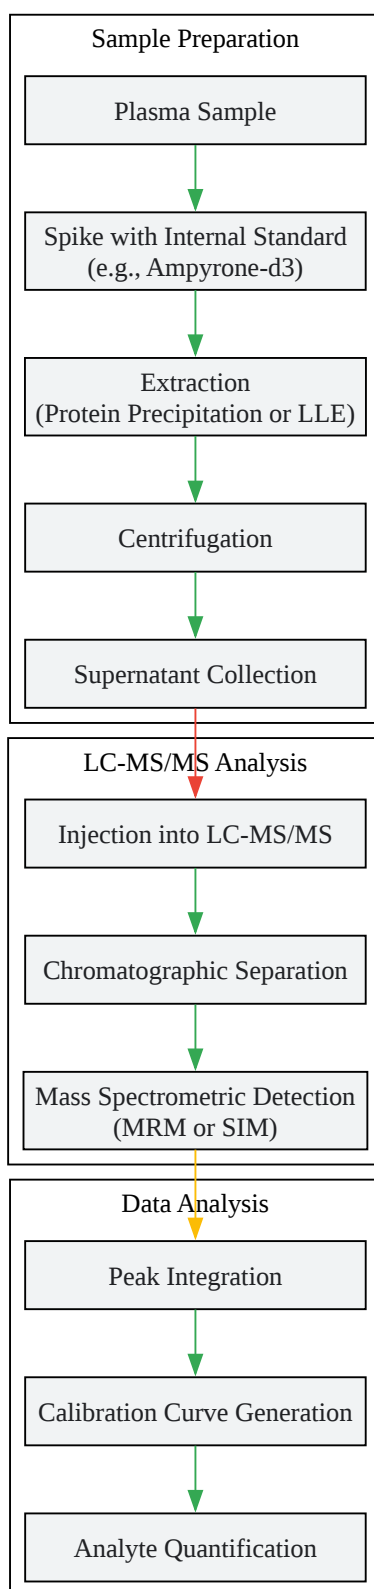 Sample Preparation
Plasma Sample
Spike with Internal Standard
(e.g., Ampyrone-d3)
Extraction
(Protein Precipitation or LLE)
Centrifugation
Supernatant Collection
LC-MS/MS Analysis
Injection into LC-MS/MS
Chromatographic Separation
Mass Spectrometric Detection
(MRM or SIM)
Data Analysis
Peak Integration
Calibration Curve Generation
Analyte Quantification